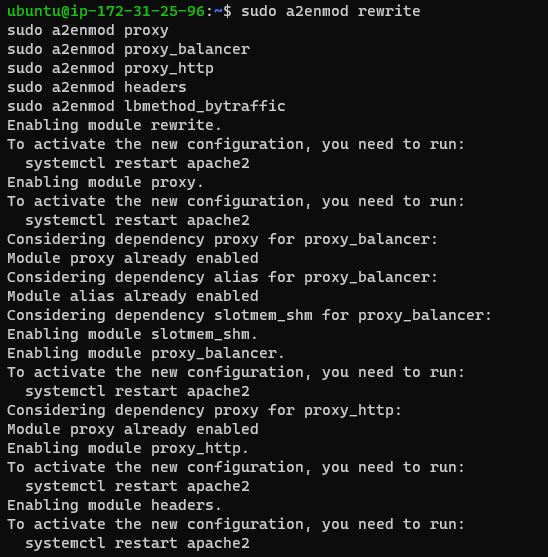 ubuntu@ip-172-31-25-96:~$ sudo a2enmod rewrite
sudo a2enmod proxy
sudo a2enmod proxy_balancer
sudo a2enmod proxy_http
sudo a2enmod headers
sudo a2enmod lbmethod_bytraffic
Enabling module rewrite.
To activate the new configuration, you need to run:
  systemctl restart apache2
Enabling module proxy.
To activate the new configuration, you need to run:
  systemctl restart apache2
Considering dependency proxy for proxy_balancer:
Module proxy already enabled
Considering dependency alias for proxy_balancer:
Module alias already enabled
Considering dependency slotmem_shm for proxy_balancer:
Enabling module slotmem_shm.
Enabling module proxy_balancer.
To activate the new configuration, you need to run:
  systemctl restart apache2
Considering dependency proxy for proxy_http:
Module proxy already enabled
Enabling module proxy_http.
To activate the new configuration, you need to run:
  systemctl restart apache2
Enabling module headers.
To activate the new configuration, you need to run:
  systemctl restart apache2